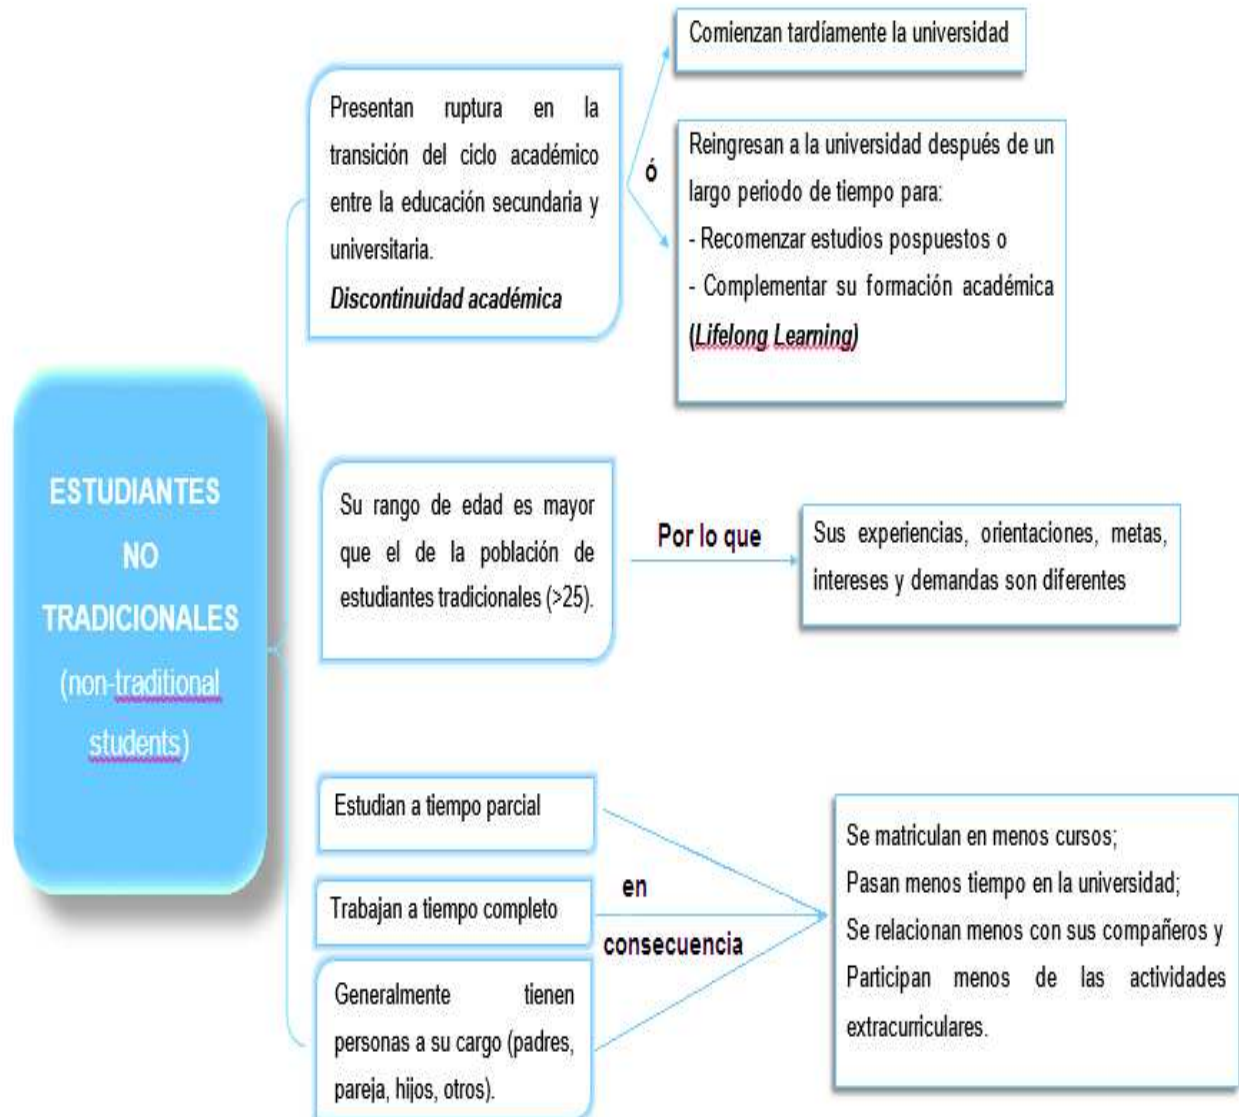 ESTUDIANTES
NO
TRADICIONALES
(non-traditional
students)
Presentan ruptura en la
transición del ciclo académico
entre la educación secundaria y
universitaria.
Discontinuidad académica
ó
Comienzan tardíamente la universidad
Reingresan a la universidad después de un
largo periodo de tiempo para:
- Recomenzar estudios pospuestos o
- Complementar su formación académica
(Lifelong Learning)
Su rango de edad es mayor
que el de la población de
estudiantes tradicionales (>25).
Por lo que
Sus experiencias, orientaciones, metas,
intereses y demandas son diferentes
Estudian a tiempo parcial
Trabajan a tiempo completo
Generalmente tienen
personas a su cargo (padres,
pareja, hijos, otros).
en
consecuencia
Se matriculan en menos cursos;
Pasan menos tiempo en la universidad;
Se relacionan menos con sus compañeros y
Participan menos de las actividades
extracurriculares.